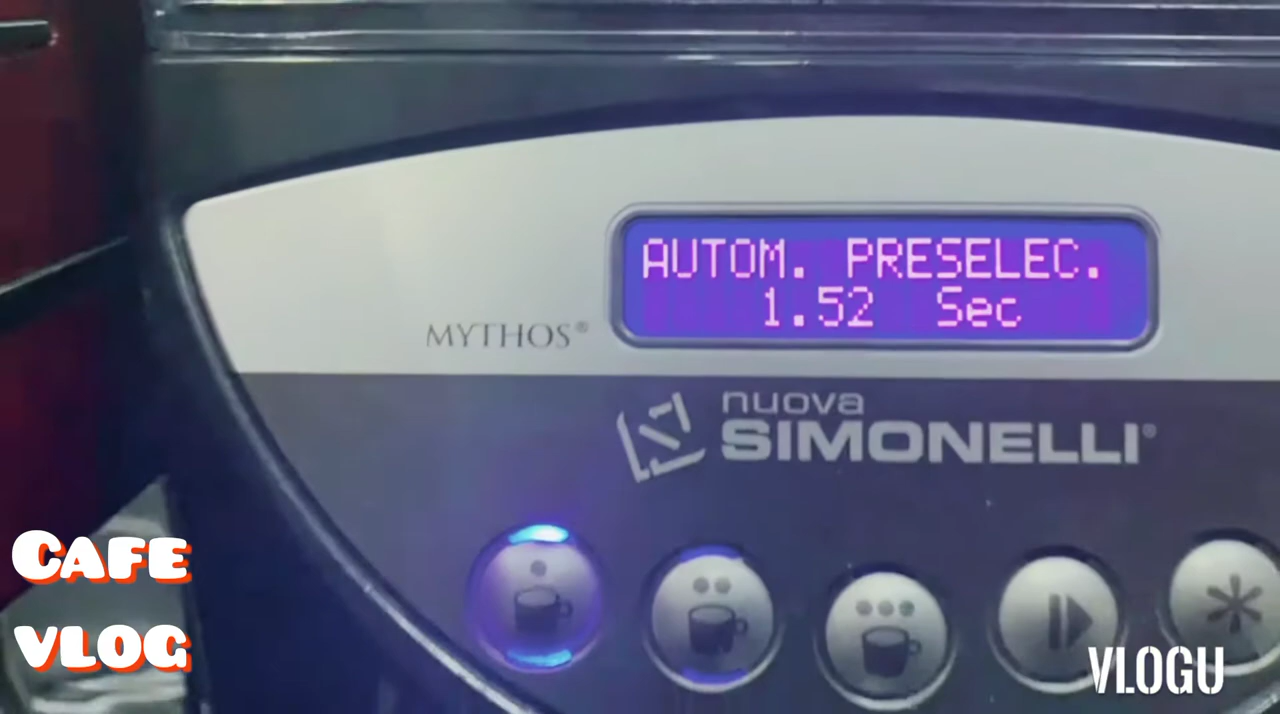 AUTOM. PRESELEC.
1.52 Sec
MYTHOS®
nuova
SIMONELLI®
CAFE
VLOG
VLOGU